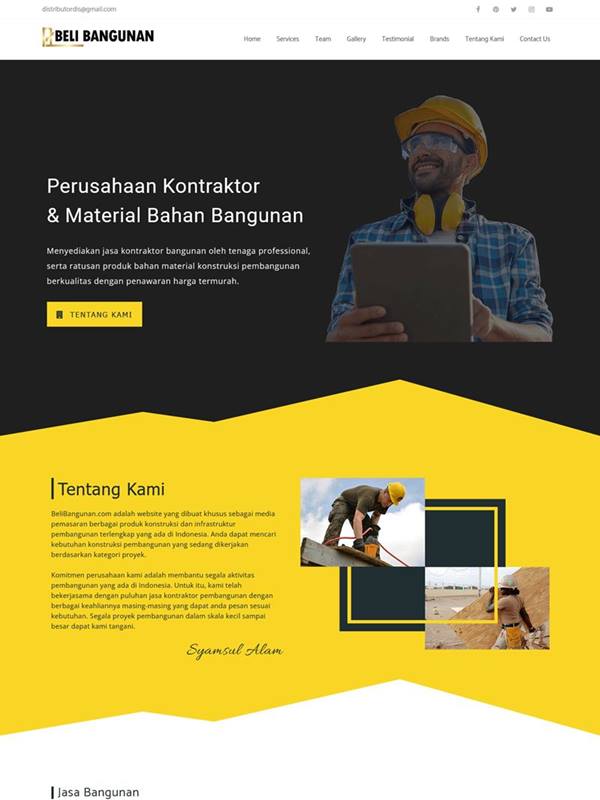 distributordis@gmail.com
BELI BANGUNAN
Home Services Team Gallery Testimonial Brands Tentang Kami Contact Us
Perusahaan Kontraktor
& Material Bahan Bangunan
Menyediakan jasa kontraktor bangunan oleh tenaga professional,
serta ratusan produk bahan material konstruksi pembangunan
berkualitas dengan penawaran harga termurah.
TENTANG KAMI
Tentang Kami
BeliBangunan.com adalah website yang dibuat khusus sebagai media
pemasaran berbagai produk konstruksi dan infrastruktur
pembangunan terlengkap yang ada di Indonesia. Anda dapat mencari
kebutuhan konstruksi pembangunan yang sedang dikerjakan
berdasarkan kategori proyek.
Komitmen perusahaan kami adalah membantu segala aktivitas
pembangunan yang ada di Indonesia. Untuk itu, kami telah
bekerjasama dengan puluhan jasa kontraktor pembangunan dengan
berbagai keahliannya masing-masing yang dapat anda pesan sesuai
kebutuhan. Segala proyek pembangunan dalam skala kecil sampai
besar dapat kami tangani.
Syamsul Alam
Jasa Bangunan